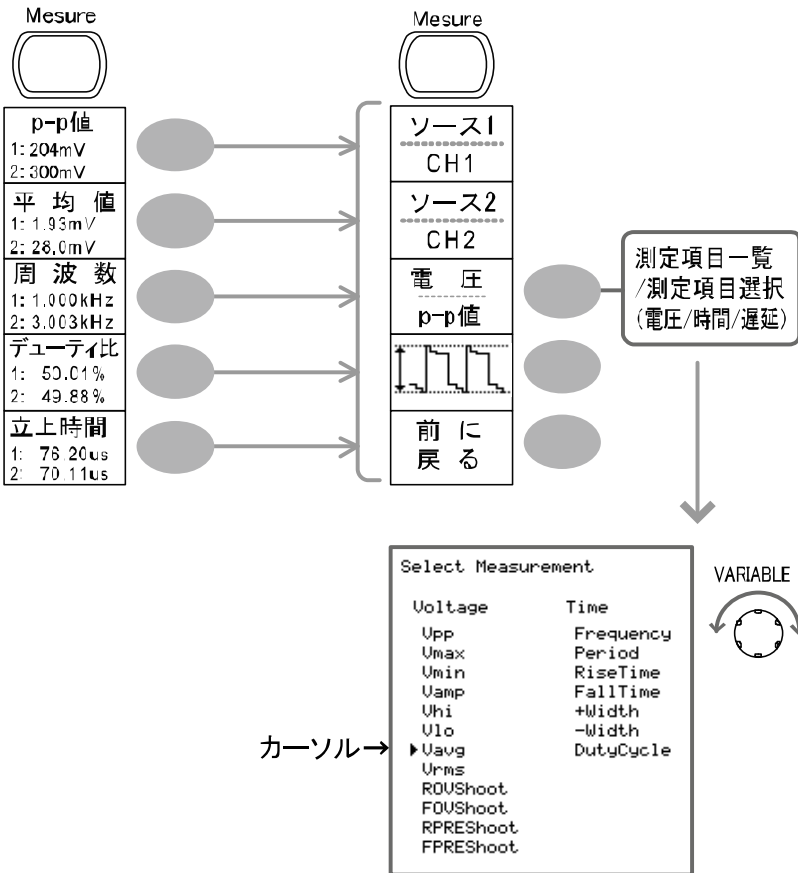 Mesure
p-p値
1: 204mV
2: 300mV
平均値
1: 1.93mV
2: 28.0mV
周波数
1: 1.000kHz
2: 3.003kHz
デューティ比
1: 50.01%
2: 49.88%
立上時間
1: 76.20us
2: 70.11us
Mesure
ソース1
CH1
ソース2
CH2
電圧
p-p値
前に
戻る
測定項目一覧
/測定項目選択
(電圧/時間/遅延)
Select Measurement
Voltage Time
Vpp Frequency
Vmax Period
Vmin RiseTime
Vamp FallTime
Vhi +Width
Vlo -Width
Vavg DutyCycle
Vrms
ROVShoot
FOVShoot
RPREShoot
FPREShoot
カーソル→
VARIABLE